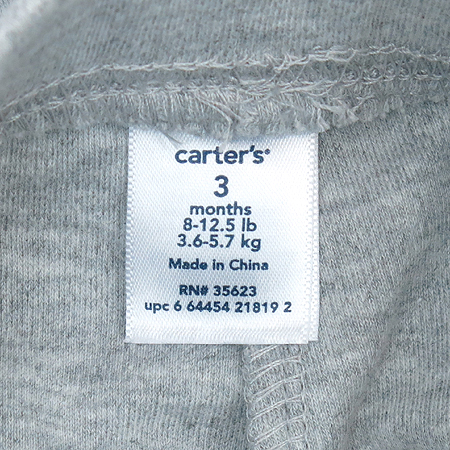 carter's®
3
months
8-12.5 lb
3.6-5.7 kg
Made in China
RN# 35623
upc 6 64454 21819 2